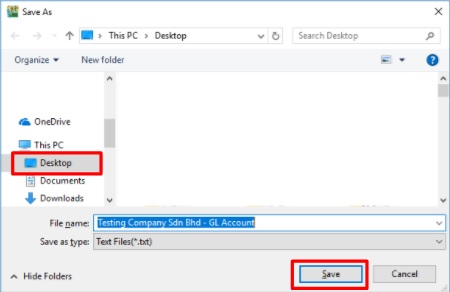 Save As
This PC > Desktop
Search Desktop
Organize
New folder
OneDrive
This PC
Desktop
Documents
Downloads
File name: Testing Company Sdn Bhd - GL Account
Save as type: Text Files(*.txt)
Hide Folders
Save
Cancel